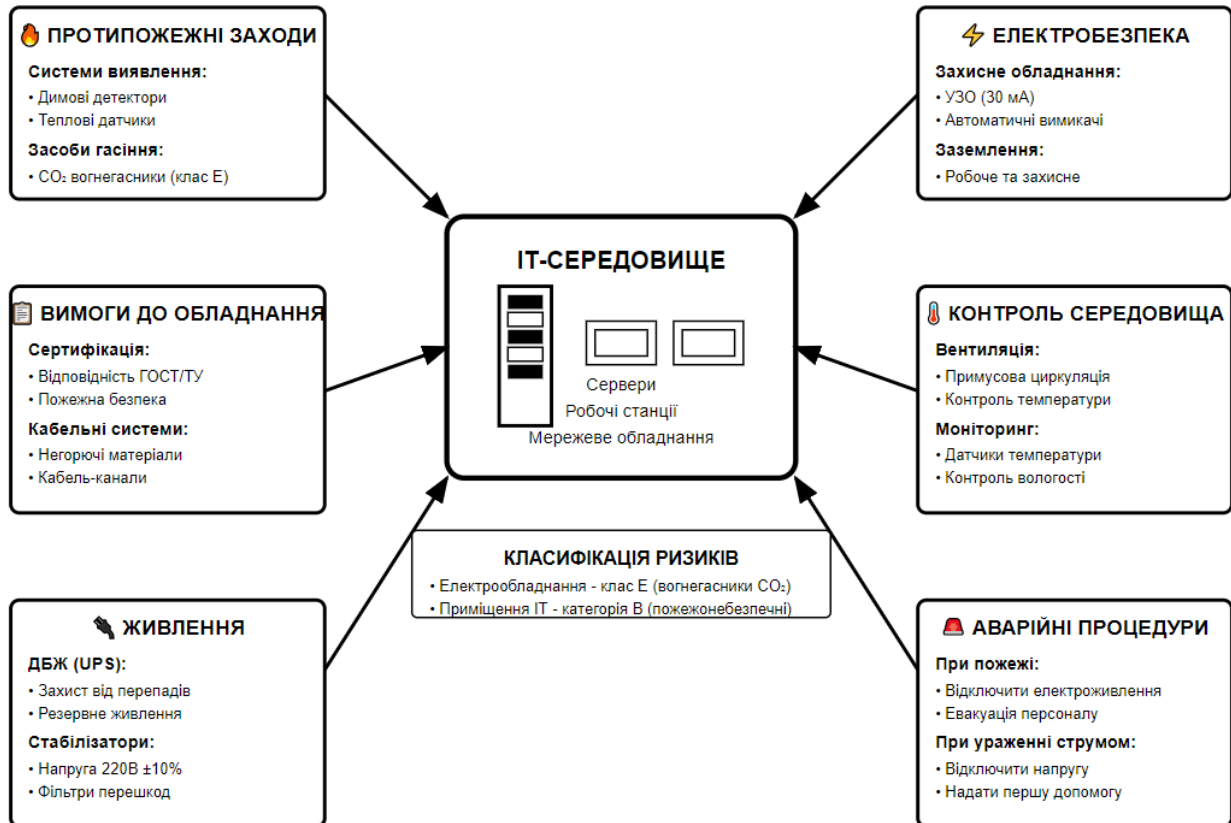 🔥 ПРОТИПОЖЕЖНІ ЗАХОДИ
Системи виявлення:
• Димові детектори
• Теплові датчики
Засоби гасіння:
• CO₂ вогнегасники (клас Е)
⚡ ЕЛЕКТРОБЕЗПЕКА
Захисне обладнання:
• УЗО (30 мА)
• Автоматичні вимикачі
Заземлення:
• Робоче та захисне
ІТ-СЕРЕДОВИЩЕ
Сервери
Робочі станції
Мережеве обладнання
📋 ВИМОГИ ДО ОБЛАДНАННЯ
Сертифікація:
• Відповідність ГОСТ/ТУ
• Пожежна безпека
Кабельні системи:
• Негорючі матеріали
• Кабель-канали
🌡 КОНТРОЛЬ СЕРЕДОВИЩА
Вентиляція:
• Примусова циркуляція
• Контроль температури
Моніторинг:
• Датчики температури
• Контроль вологості
КЛАСИФІКАЦІЯ РИЗИКІВ
• Електрообладнання - клас Е (вогнегасники CO₂)
• Приміщення ІТ - категорія В (пожежонебезпечні)
🔌 ЖИВЛЕННЯ
ДБЖ (UPS):
• Захист від перепадів
• Резервне живлення
Стабілізатори:
• Напруга 220В ±10%
• Фільтри перешкод
🚨 АВАРІЙНІ ПРОЦЕДУРИ
При пожежі:
• Відключити електроживлення
• Евакуація персоналу
При ураженні струмом:
• Відключити напругу
• Надати першу допомогу